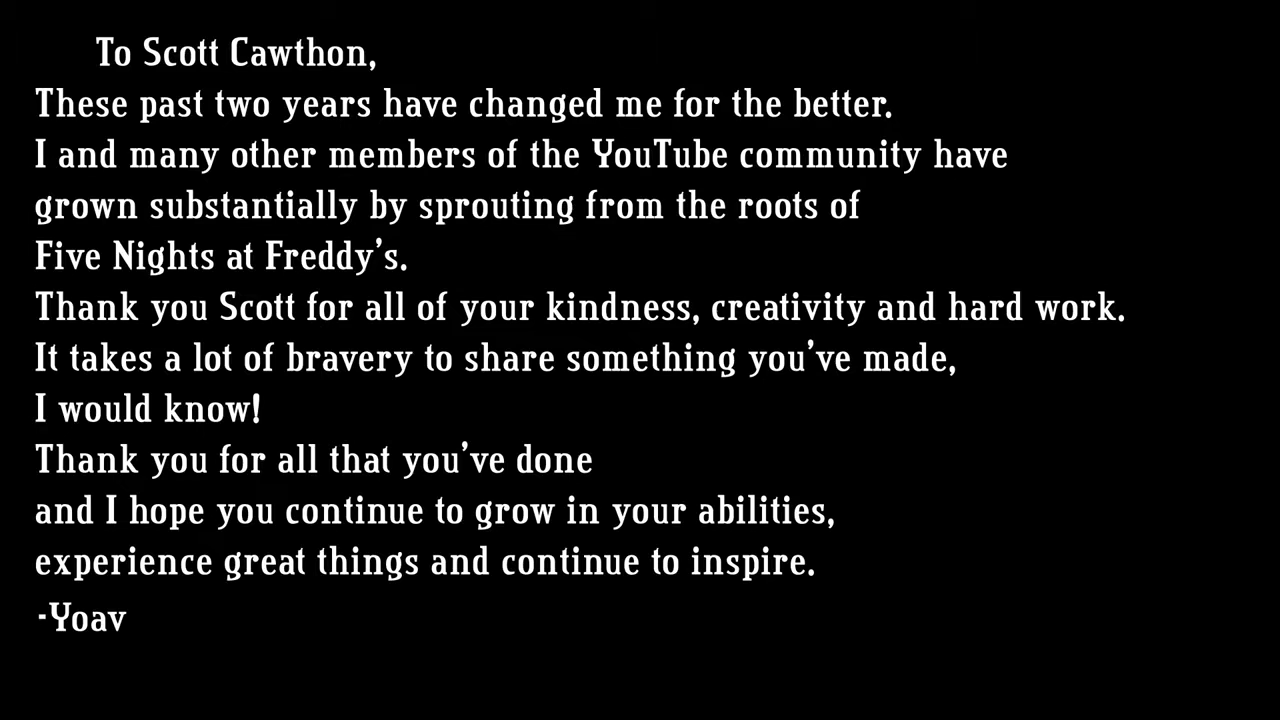 To Scott Cawthon,
These past two years have changed me for the better.
I and many other members of the YouTube community have
grown substantially by sprouting from the roots of
Five Nights at Freddy's.
Thank you Scott for all of your kindness, creativity and hard work.
It takes a lot of bravery to share something you've made,
I would know!
Thank you for all that you've done
and I hope you continue to grow in your abilities,
experience great things and continue to inspire.
-Yoav